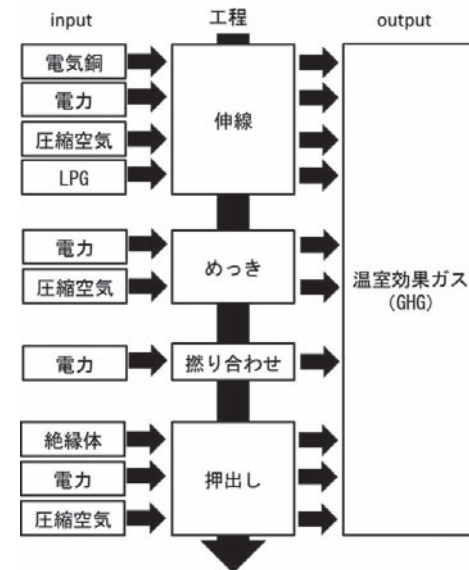 input
工程
output
電気銅
電力
圧縮空気
LPG
伸線
電力
圧縮空気
めっき
電力
撚り合わせ
絶縁体
電力
圧縮空気
押出し
温室効果ガス
(GHG)